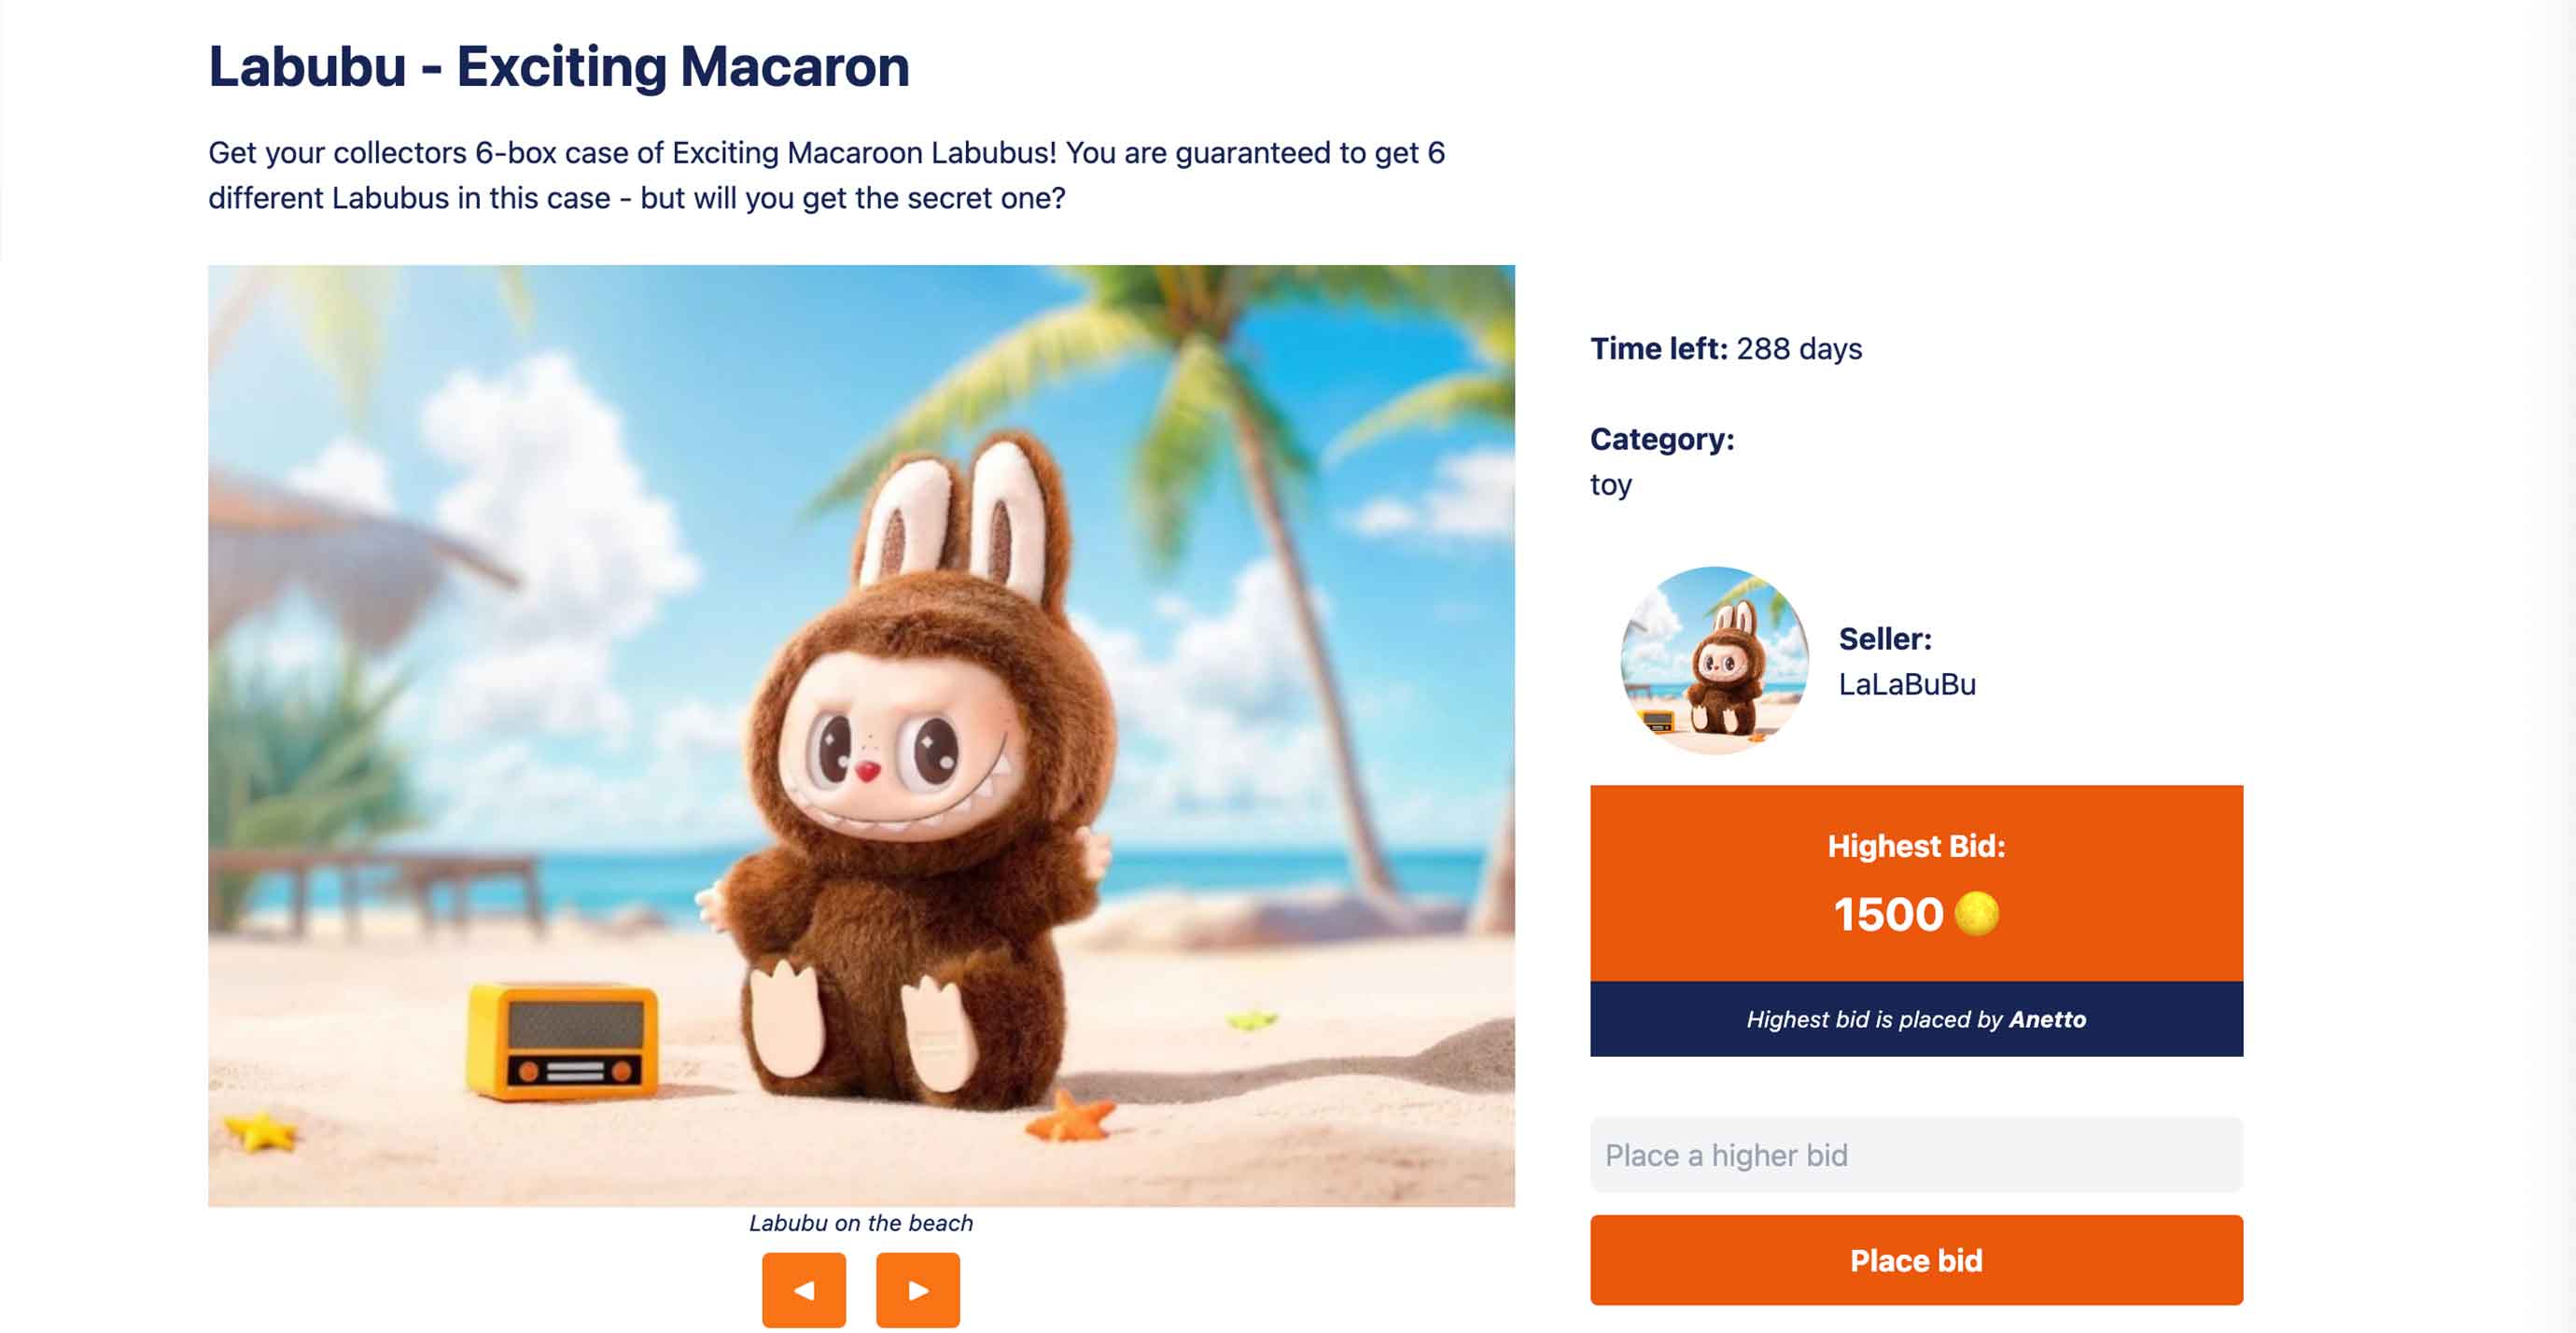 Labubu - Exciting Macaron
Get your collectors 6-box case of Exciting Macaroon Labubus! You are guaranteed to get 6
different Labubus in this case - but will you get the secret one?
Labubu on the beach
Time left: 288 days
Category:
toy
Seller:
LaLaBuBu
Highest Bid:
1500
Highest bid is placed by Anetto
Place a higher bid
Place bid